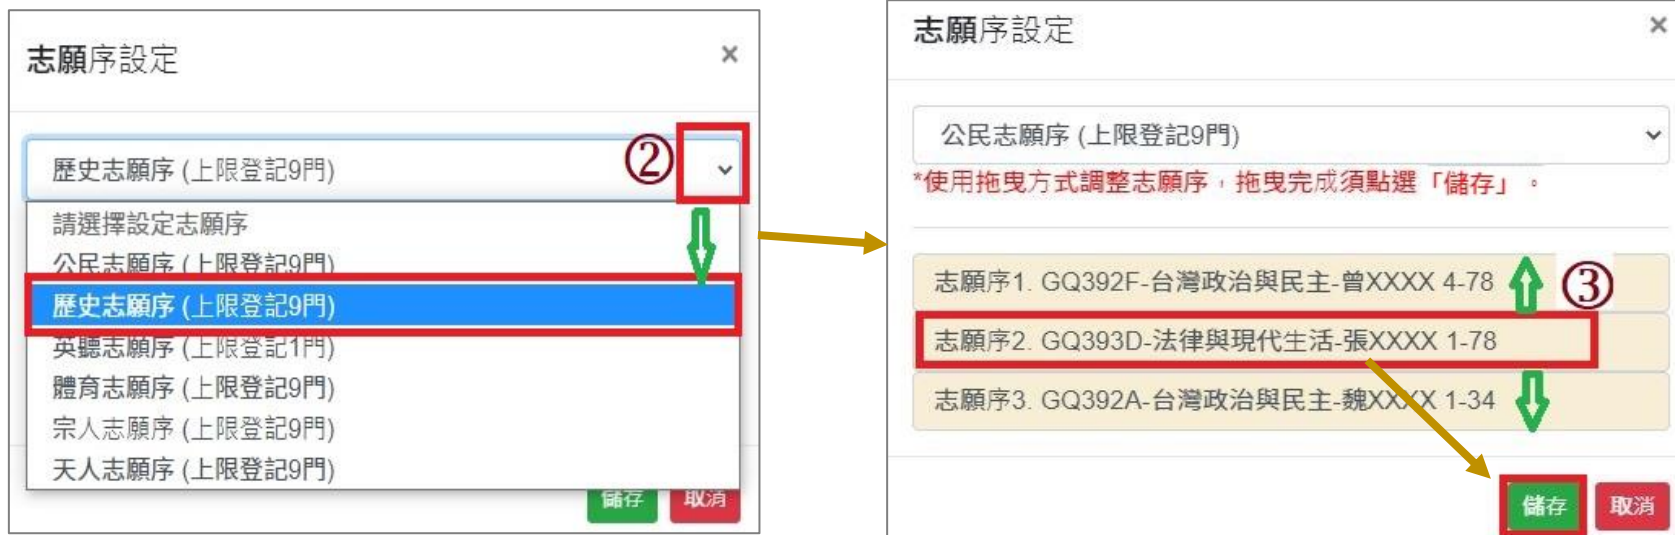 志願序設定
×
歷史志願序 (上限登記9門)
②
請選擇設定志願序
公民志願序 (上限登記9門)
歷史志願序 (上限登記9門)
英聽志願序 (上限登記1門)
體育志願序 (上限登記9門)
宗人志願序 (上限登記9門)
天人志願序 (上限登記9門)
儲存 取消
志願序設定
×
公民志願序 (上限登記9門)
*使用拖曳方式調整志願序，拖曳完成須點選「儲存」。
志願序1. GQ392F-台灣政治與民主-曾XXXX 4-78
③
志願序2. GQ393D-法律與現代生活-張XXXX 1-78
志願序3. GQ392A-台灣政治與民主-魏XXXX 1-34
儲存 取消